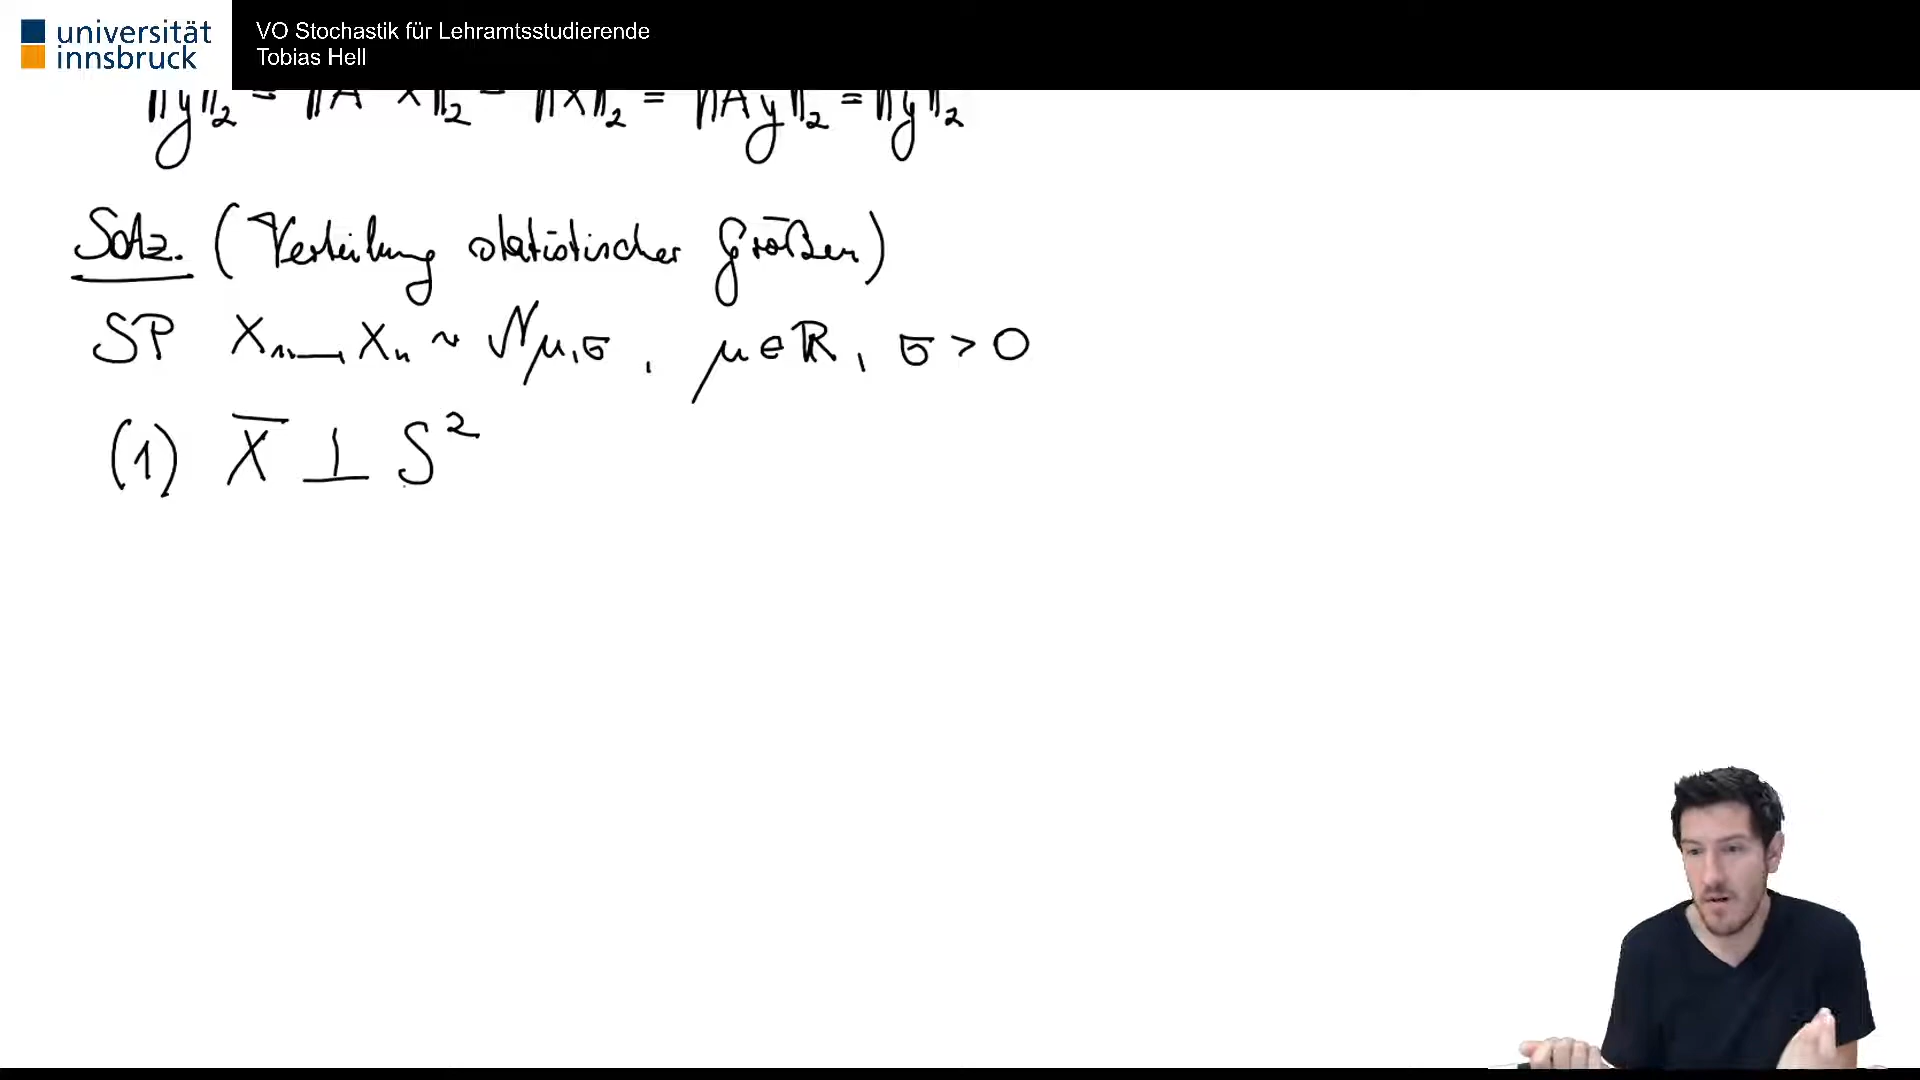 universität
innsbruck
VO Stochastik für Lehramtsstudierende
Tobias Hell
‖y‖₂ = ‖A⁻¹x‖₂ = ‖x‖₂ = ‖Ay‖₂ = ‖y‖₂
Satz. (Verteilung statistischer Größen)
SP X₁,…,Xₙ ~ 𝒩μ,σ , μ∈ℝ, σ > 0
(1) X̄ ⊥ S²